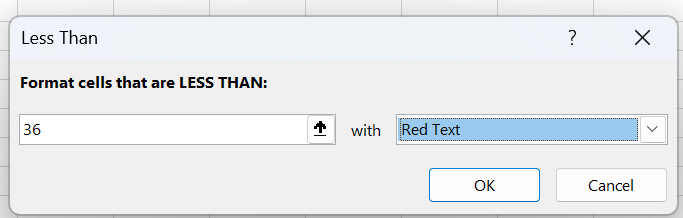 Less Than ?
Format cells that are LESS THAN:
36 with Red Text
OK Cancel